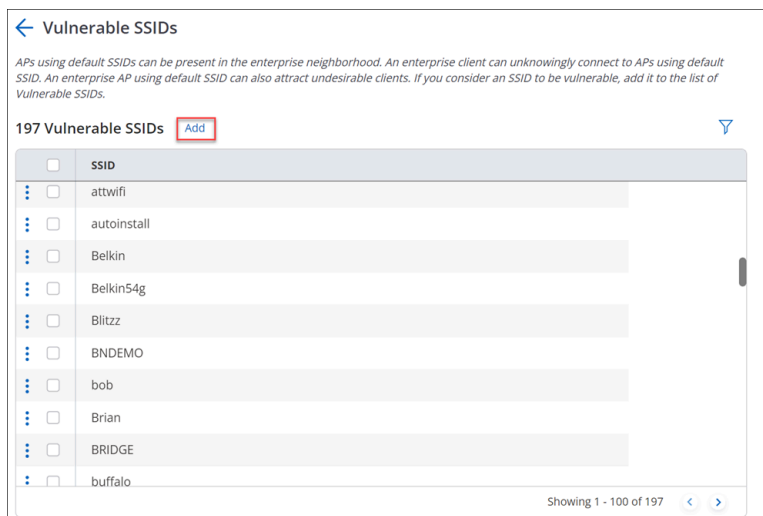 Vulnerable SSIDs
APs using default SSIDs can be present in the enterprise neighborhood. An enterprise client can unknowingly connect to APs using default
SSID. An enterprise AP using default SSID can also attract undesirable clients. If you consider an SSID to be vulnerable, add it to the list of
Vulnerable SSIDs.
197 Vulnerable SSIDs Add
SSID
attwifi
autoinstall
Belkin
Belkin54g
Blitzz
BNDEMO
bob
Brian
BRIDGE
buffalo
Showing 1 - 100 of 197